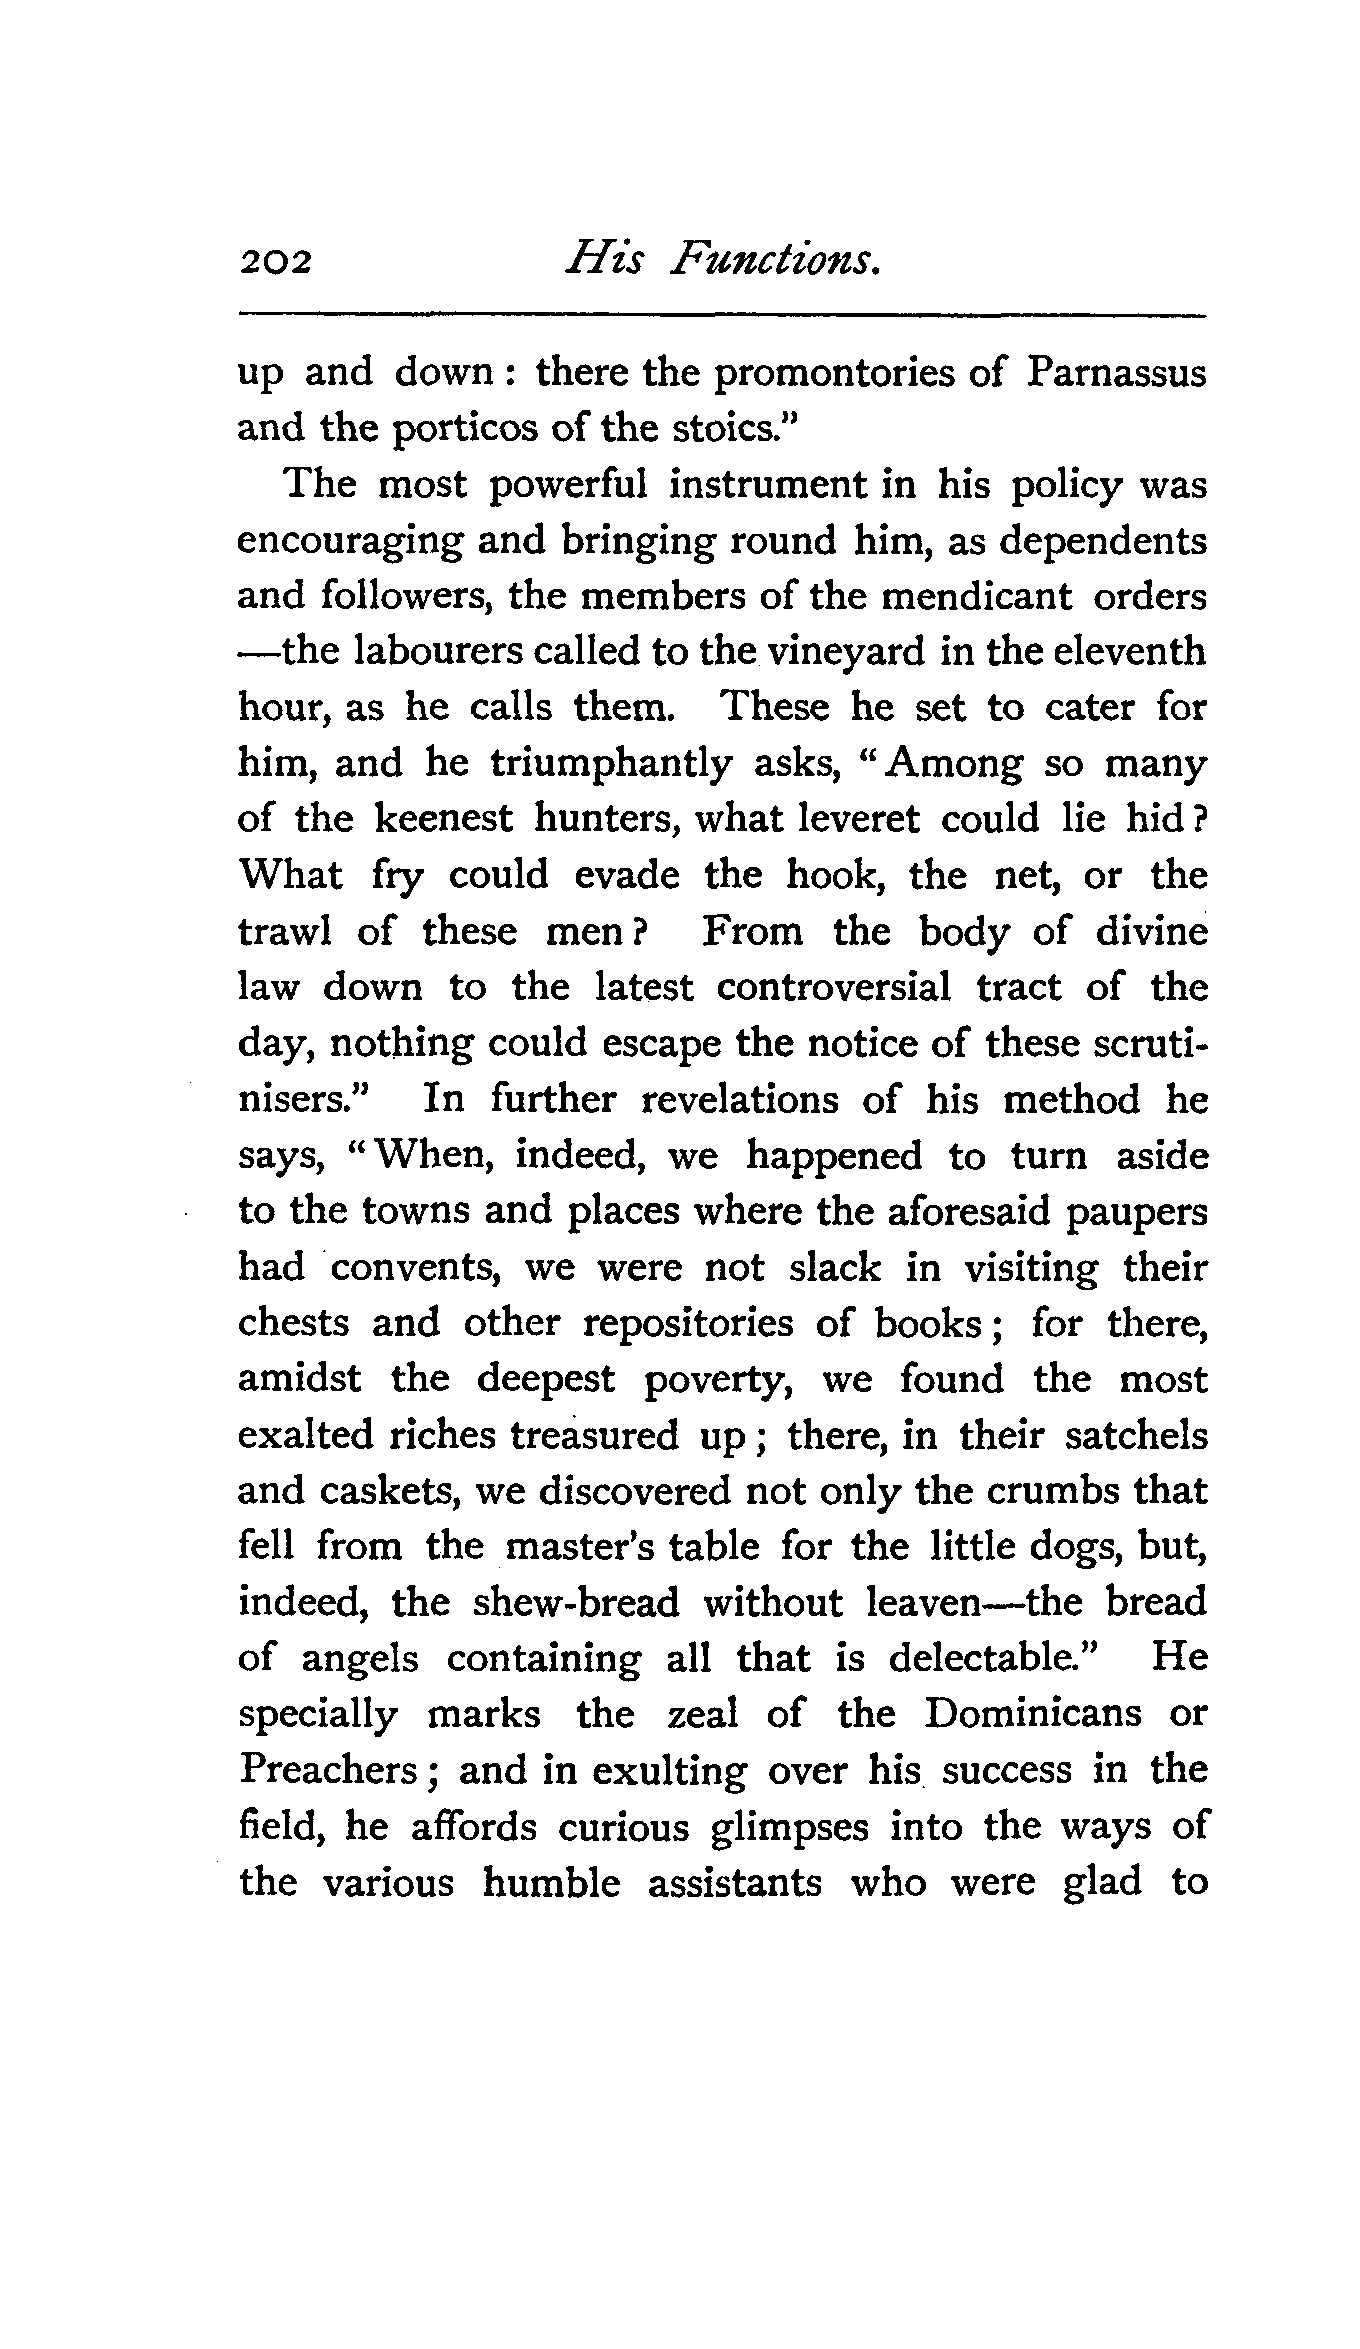 202 His Functions.
up and down : there the promontories of Parnassus
and the porticos of the stoics."
The most powerful instrument in his policy was
encouraging and bringing round him, as dependents
and followers, the members of the mendicant orders
—the labourers called to the vineyard in the eleventh
hour, as he calls them. These he set to cater for
him, and he triumphantly asks, "Among so many
of the keenest hunters, what leveret could lie hid ?
What fry could evade the hook, the net, or the
trawl of these men ? From the body of divine
law down to the latest controversial tract of the
day, nothing could escape the notice of these scruti-
nisers." In further revelations of his method he
says, "When, indeed, we happened to turn aside
to the towns and places where the aforesaid paupers
had convents, we were not slack in visiting their
chests and other repositories of books ; for there,
amidst the deepest poverty, we found the most
exalted riches treasured up ; there, in their satchels
and caskets, we discovered not only the crumbs that
fell from the master's table for the little dogs, but,
indeed, the shew-bread without leaven—the bread
of angels containing all that is delectable." He
specially marks the zeal of the Dominicans or
Preachers ; and in exulting over his success in the
field, he affords curious glimpses into the ways of
the various humble assistants who were glad to